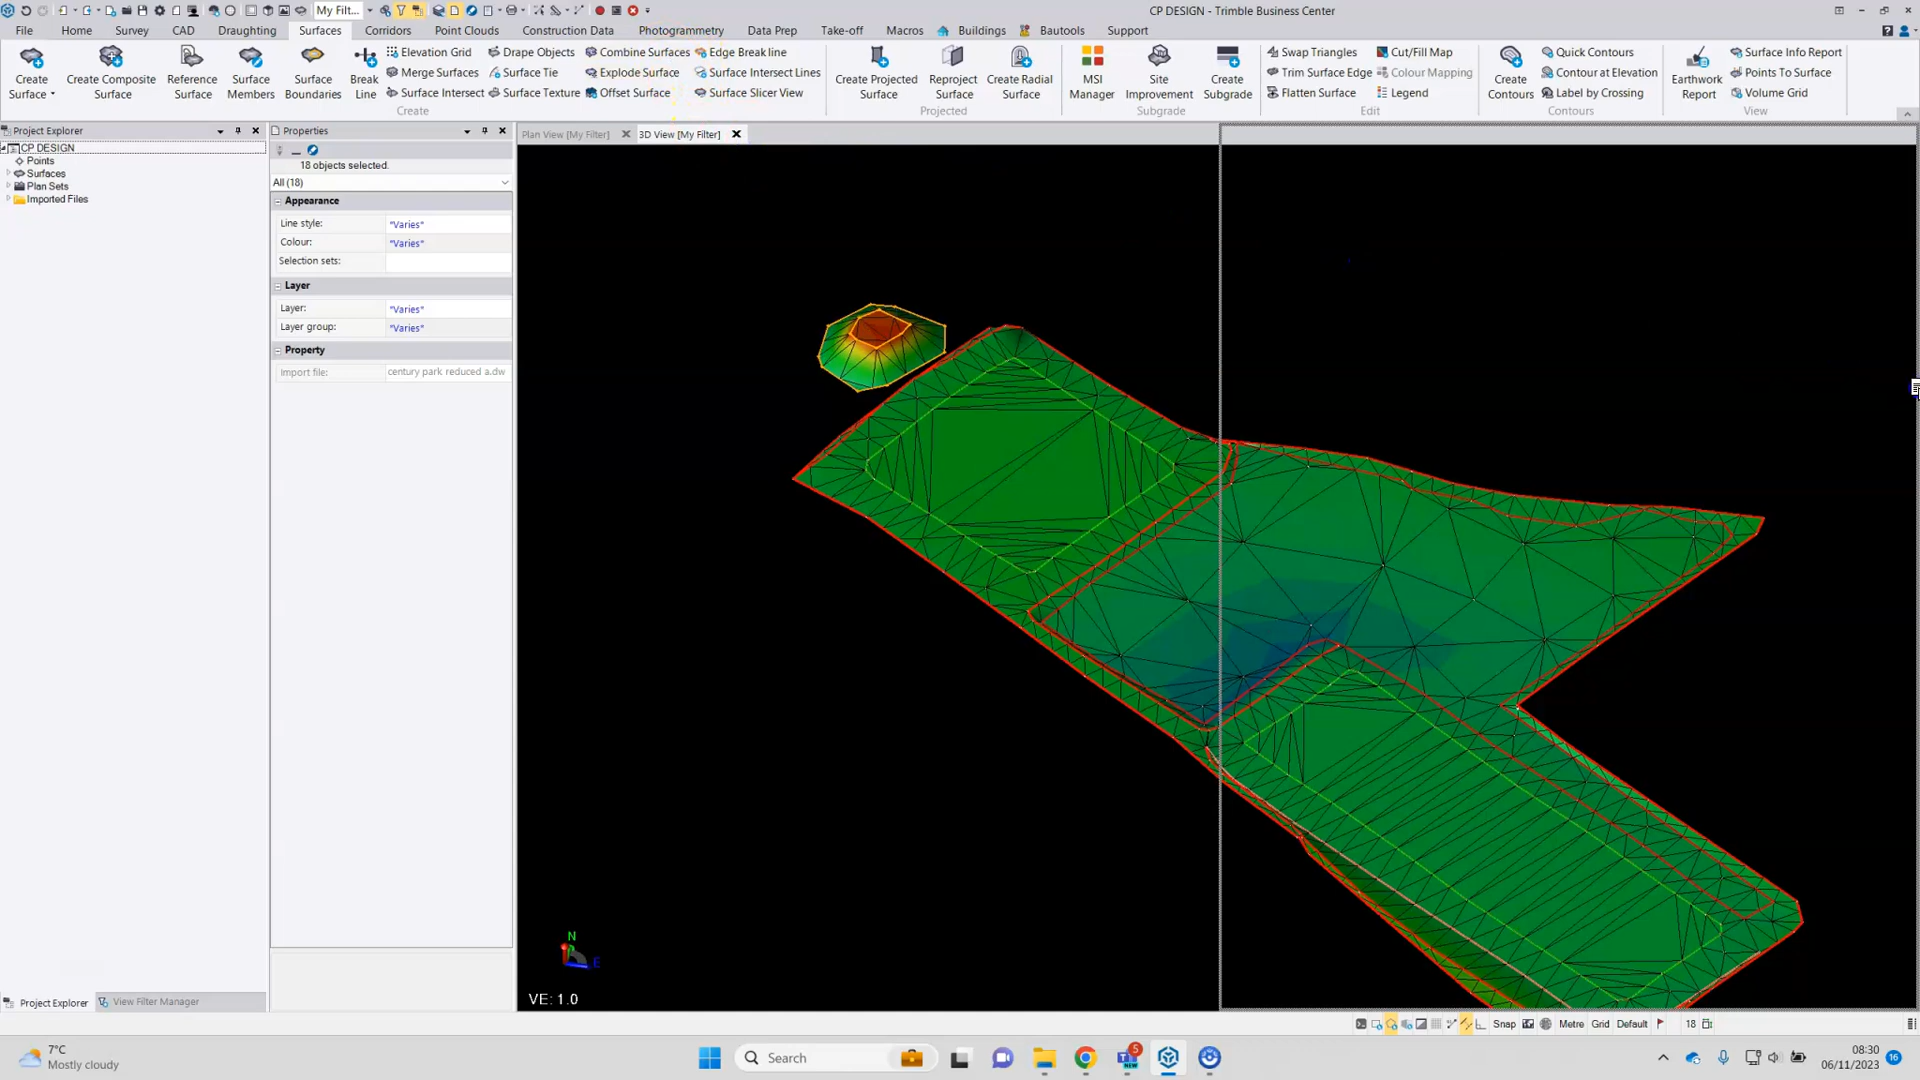 My Filt...
CP DESIGN - Trimble Business Center
File Home Survey CAD Draughting Surfaces Corridors Point Clouds Construction Data Photogrammetry Data Prep Take-off Macros Buildings Bautools Support
Create Surface
Create Composite Surface
Reference Surface
Surface Members
Surface Boundaries
Break Line
Elevation Grid
Merge Surfaces
Surface Intersect
Drape Objects
Surface Tie
Surface Texture
Combine Surfaces
Explode Surface
Offset Surface
Edge Break line
Surface Intersect Lines
Surface Slicer View
Create
Create Projected Surface
Reproject Surface
Create Radial Surface
Projected
MSI Manager
Site Improvement
Create Subgrade
Subgrade
Swap Triangles
Trim Surface Edge
Flatten Surface
Cut/Fill Map
Colour Mapping
Legend
Edit
Create Contours
Quick Contours
Contour at Elevation
Label by Crossing
Contours
Earthwork Report
Surface Info Report
Points To Surface
Volume Grid
View
Project Explorer
CP DESIGN
Points
Surfaces
Plan Sets
Imported Files
Project Explorer View Filter Manager
Properties
18 objects selected.
All (18)
Appearance
Line style: "Varies"
Colour: "Varies"
Selection sets:
Layer
Layer: "Varies"
Layer group: "Varies"
Property
Import file: century park reduced a.dw
Plan View [My Filter] 3D View [My Filter]
N
E
VE: 1.0
Snap Metre Grid Default 18
7°C
Mostly cloudy
Search
5
NEW
08:30
06/11/2023
16